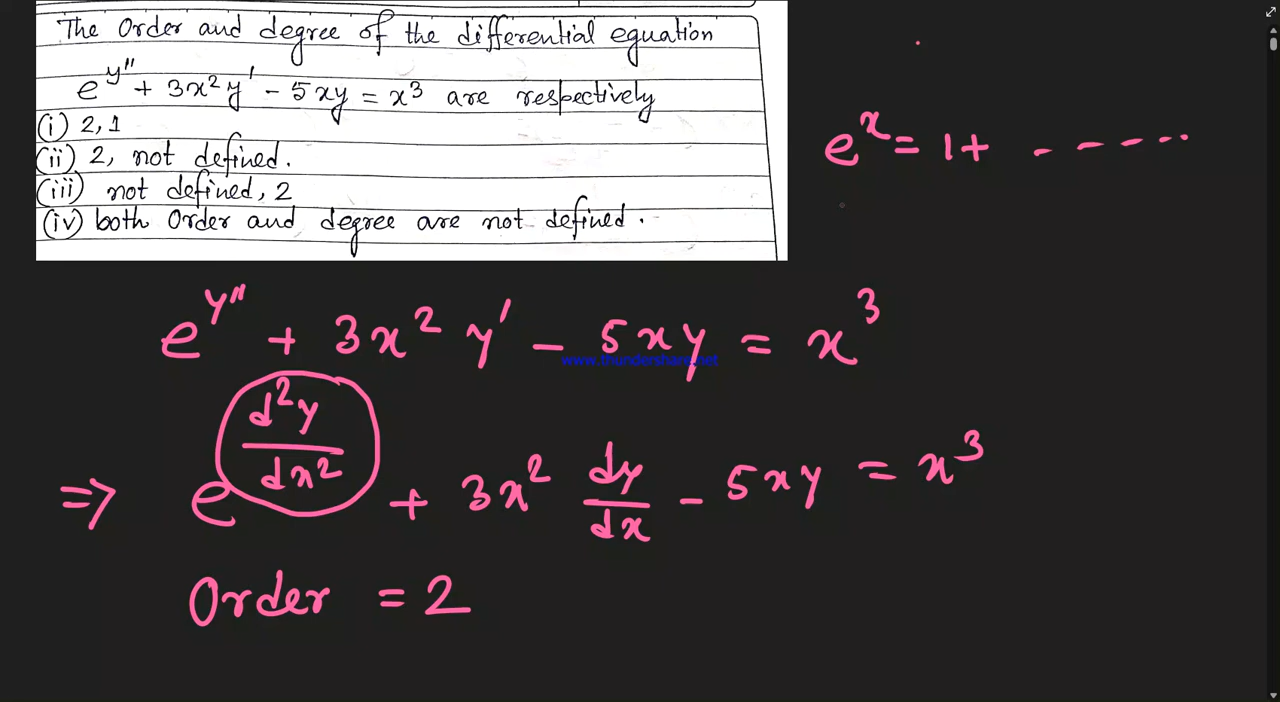 The Order and degree of the differential equation
e^y'' + 3x² y' - 5xy = x³ are respectively
(i) 2, 1
(ii) 2, not defined.
(iii) not defined, 2
(iv) both Order and degree are not defined.
e^x = 1 + - - - - - -
e^y'' + 3x² y' - 5xy = x³
www.thundershare.net
⇒ e^(d²y/dx²) + 3x² dy/dx - 5xy = x³
Order = 2